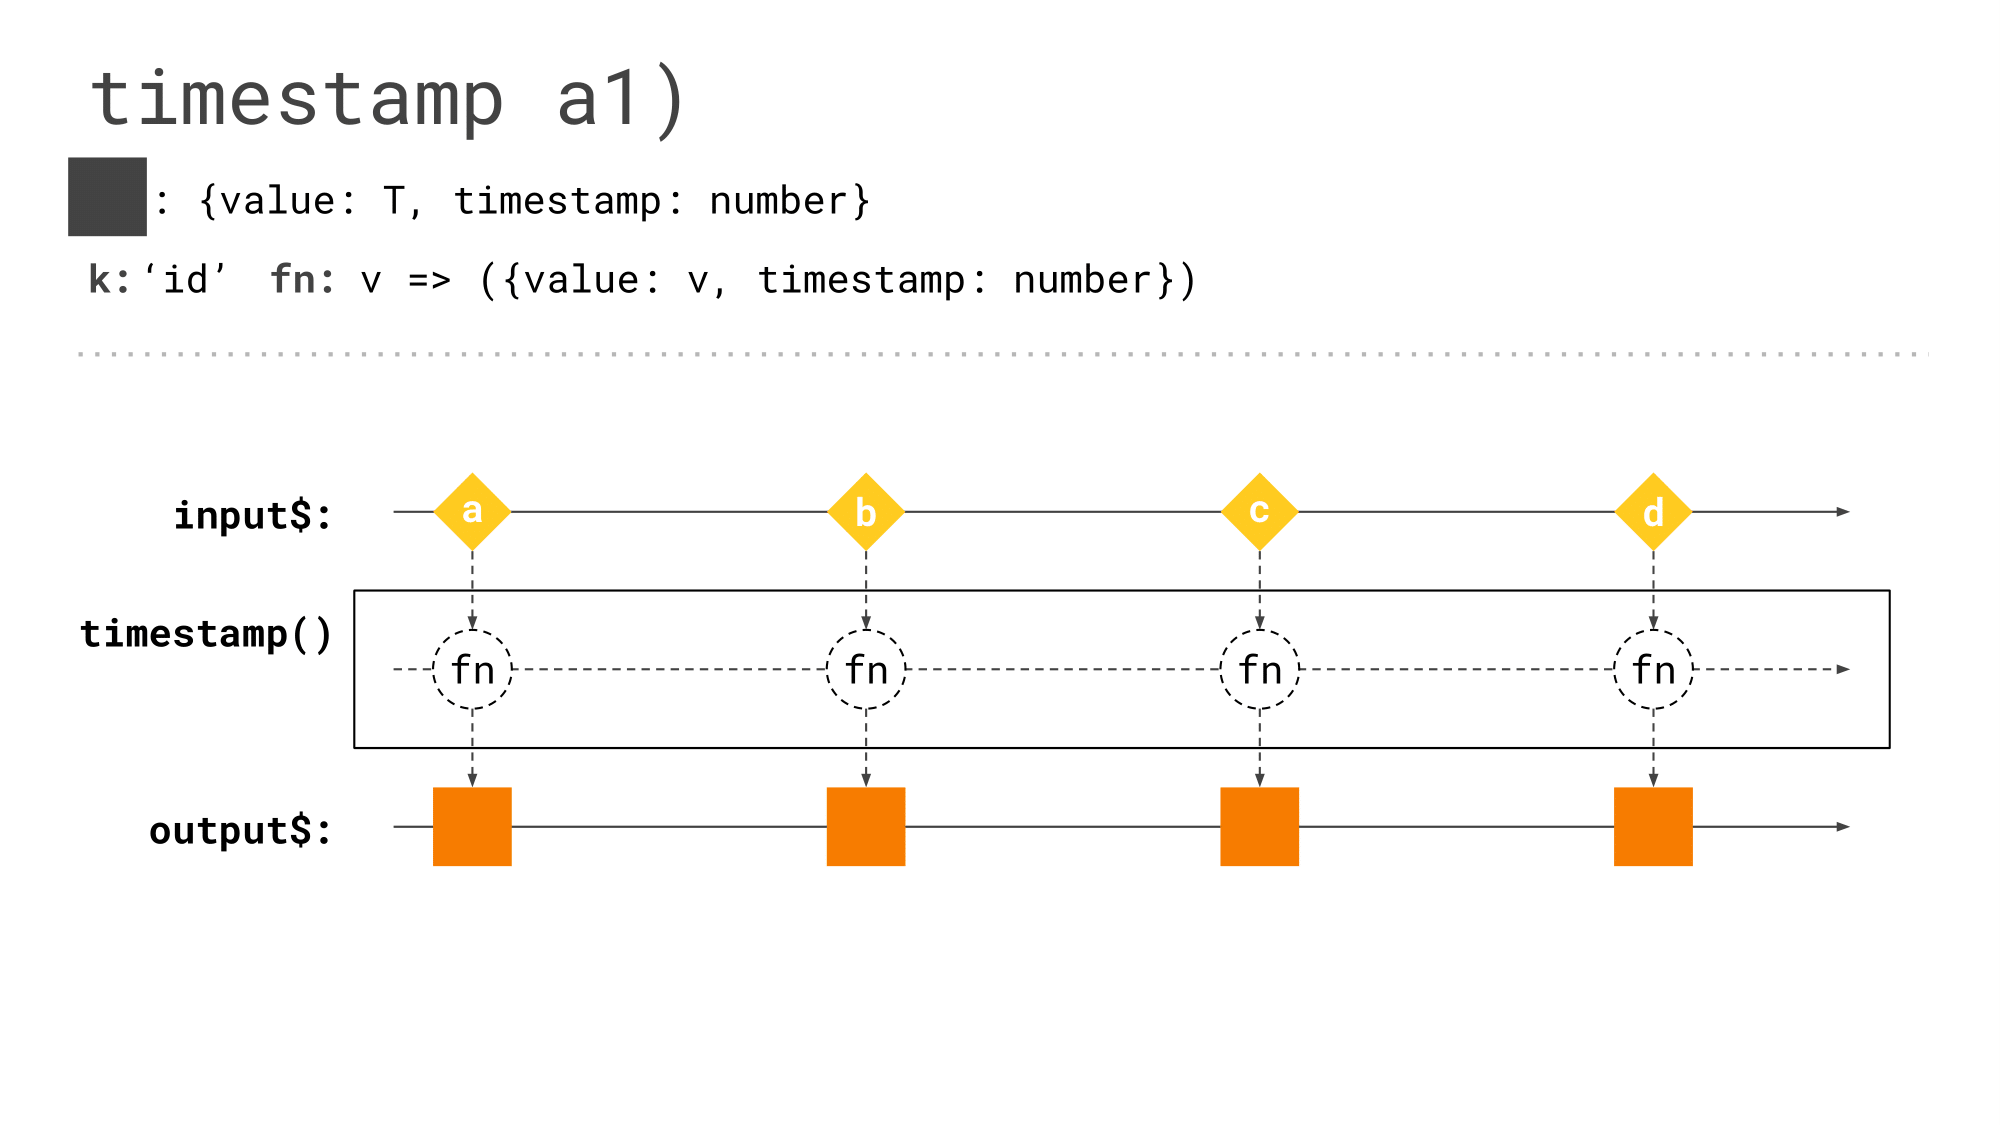 timestamp a1)
: {value: T, timestamp: number}
k: ‘id’ fn: v => ({value: v, timestamp: number})
input$: a b c d
timestamp() fn fn fn fn
output$: